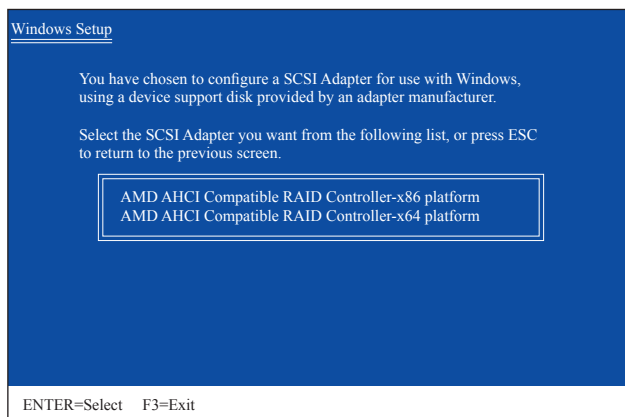 Windows Setup
You have chosen to configure a SCSI Adapter for use with Windows,
using a device support disk provided by an adapter manufacturer.
Select the SCSI Adapter you want from the following list, or press ESC
to return to the previous screen.
AMD AHCI Compatible RAID Controller-x86 platform
AMD AHCI Compatible RAID Controller-x64 platform
ENTER=Select F3=Exit